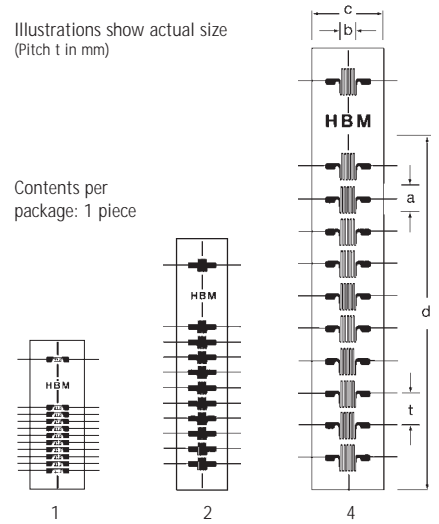 Illustrations show actual size
(Pitch t in mm)
c
b
HBM
a
Contents per
package: 1 piece
HBM
d
HBM
t
1
2
4